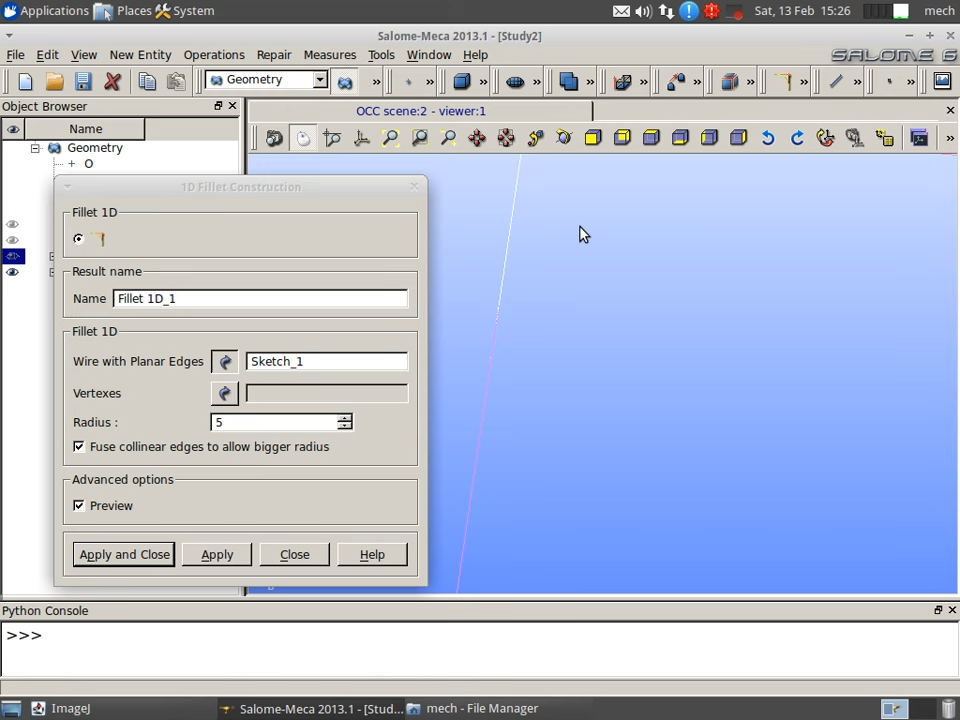 Applications Places System Sat, 13 Feb 15:26 mech
Salome-Meca 2013.1 - [Study2]
File Edit View New Entity Operations Repair Measures Tools Window Help SALOME 6
Geometry
Object Browser
OCC scene:2 - viewer:1
Name
Geometry
O
1D Fillet Construction
Fillet 1D
Result name
Name Fillet 1D_1
Fillet 1D
Wire with Planar Edges Sketch_1
Vertexes
Radius : 5
Fuse collinear edges to allow bigger radius
Advanced options
Preview
Apply and Close Apply Close Help
Python Console
>>>
ImageJ Salome-Meca 2013.1 - [Stud... mech - File Manager